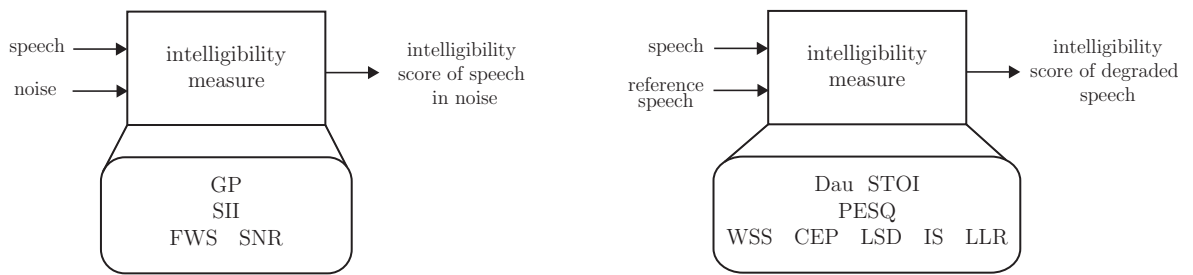 speech
noise
intelligibility
measure
intelligibility
score of speech
in noise
GP
SII
FWS SNR
speech
reference
speech
intelligibility
measure
intelligibility
score of degraded
speech
Dau STOI
PESQ
WSS CEP LSD IS LLR